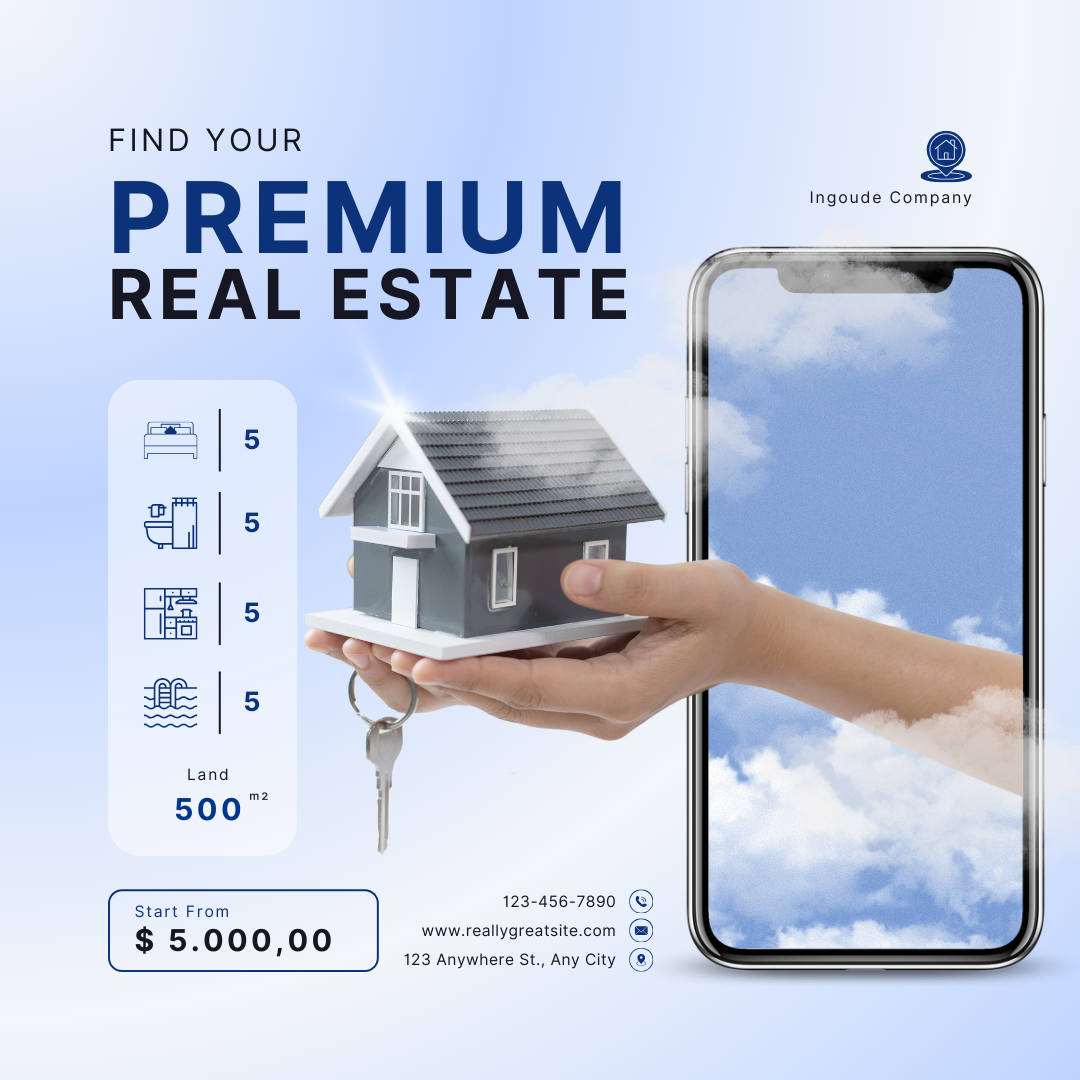 FIND YOUR
PREMIUM
REAL ESTATE
Ingoude Company
5
5
5
5
Land
500 m2
Start From
$ 5.000,00
123-456-7890
www.reallygreatsite.com
123 Anywhere St., Any City